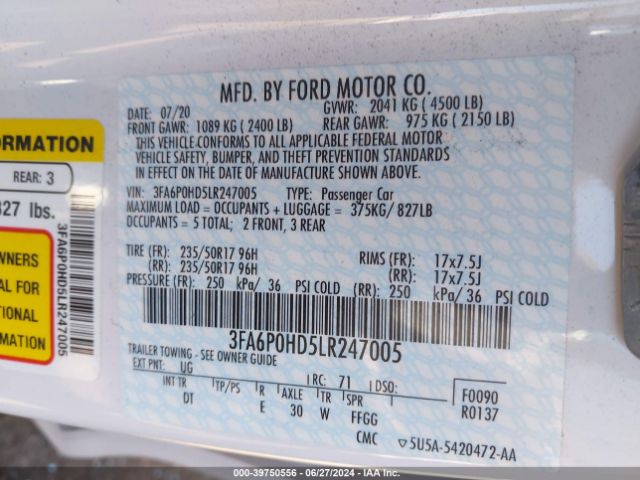 MFD. BY FORD MOTOR CO.
DATE: 07/20 GVWR: 2041 KG ( 4500 LB)
FRONT GAWR: 1089 KG ( 2400 LB) REAR GAWR: 975 KG ( 2150 LB)
THIS VEHICLE CONFORMS TO ALL APPLICABLE FEDERAL MOTOR
VEHICLE SAFETY, BUMPER, AND THEFT PREVENTION STANDARDS
IN EFFECT ON THE DATE OF MANUFACTURE SHOWN ABOVE.
VIN: 3FA6P0HD5LR247005 TYPE: Passenger Car
MAXIMUM LOAD = OCCUPANTS + LUGGAGE = 375KG/ 827LB
OCCUPANTS = 5 TOTAL; 2 FRONT, 3 REAR
TIRE (FR): 235/50R17 96H RIMS (FR): 17x7.5J
(RR): 235/50R17 96H (RR): 17x7.5J
PRESSURE (FR): 250 kPa/ 36 PSI COLD (RR): 250 kPa/ 36 PSI COLD
3FA6P0HD5LR247005
TRAILER TOWING - SEE OWNER GUIDE
EXT PNT: UG RC: 71 DSO:
INT TR TP/PS R AXLE TR SPR
DT E 30 W FFGG
CMC
F0090
R0137
5U5A-5420472-AA
ORMATION
REAR: 3
827 lbs.
WNERS
AL FOR
TIONAL
MATION
3FA6P0HD5LR247005
000-39750556 - 06/27/2024 - IAA Inc.